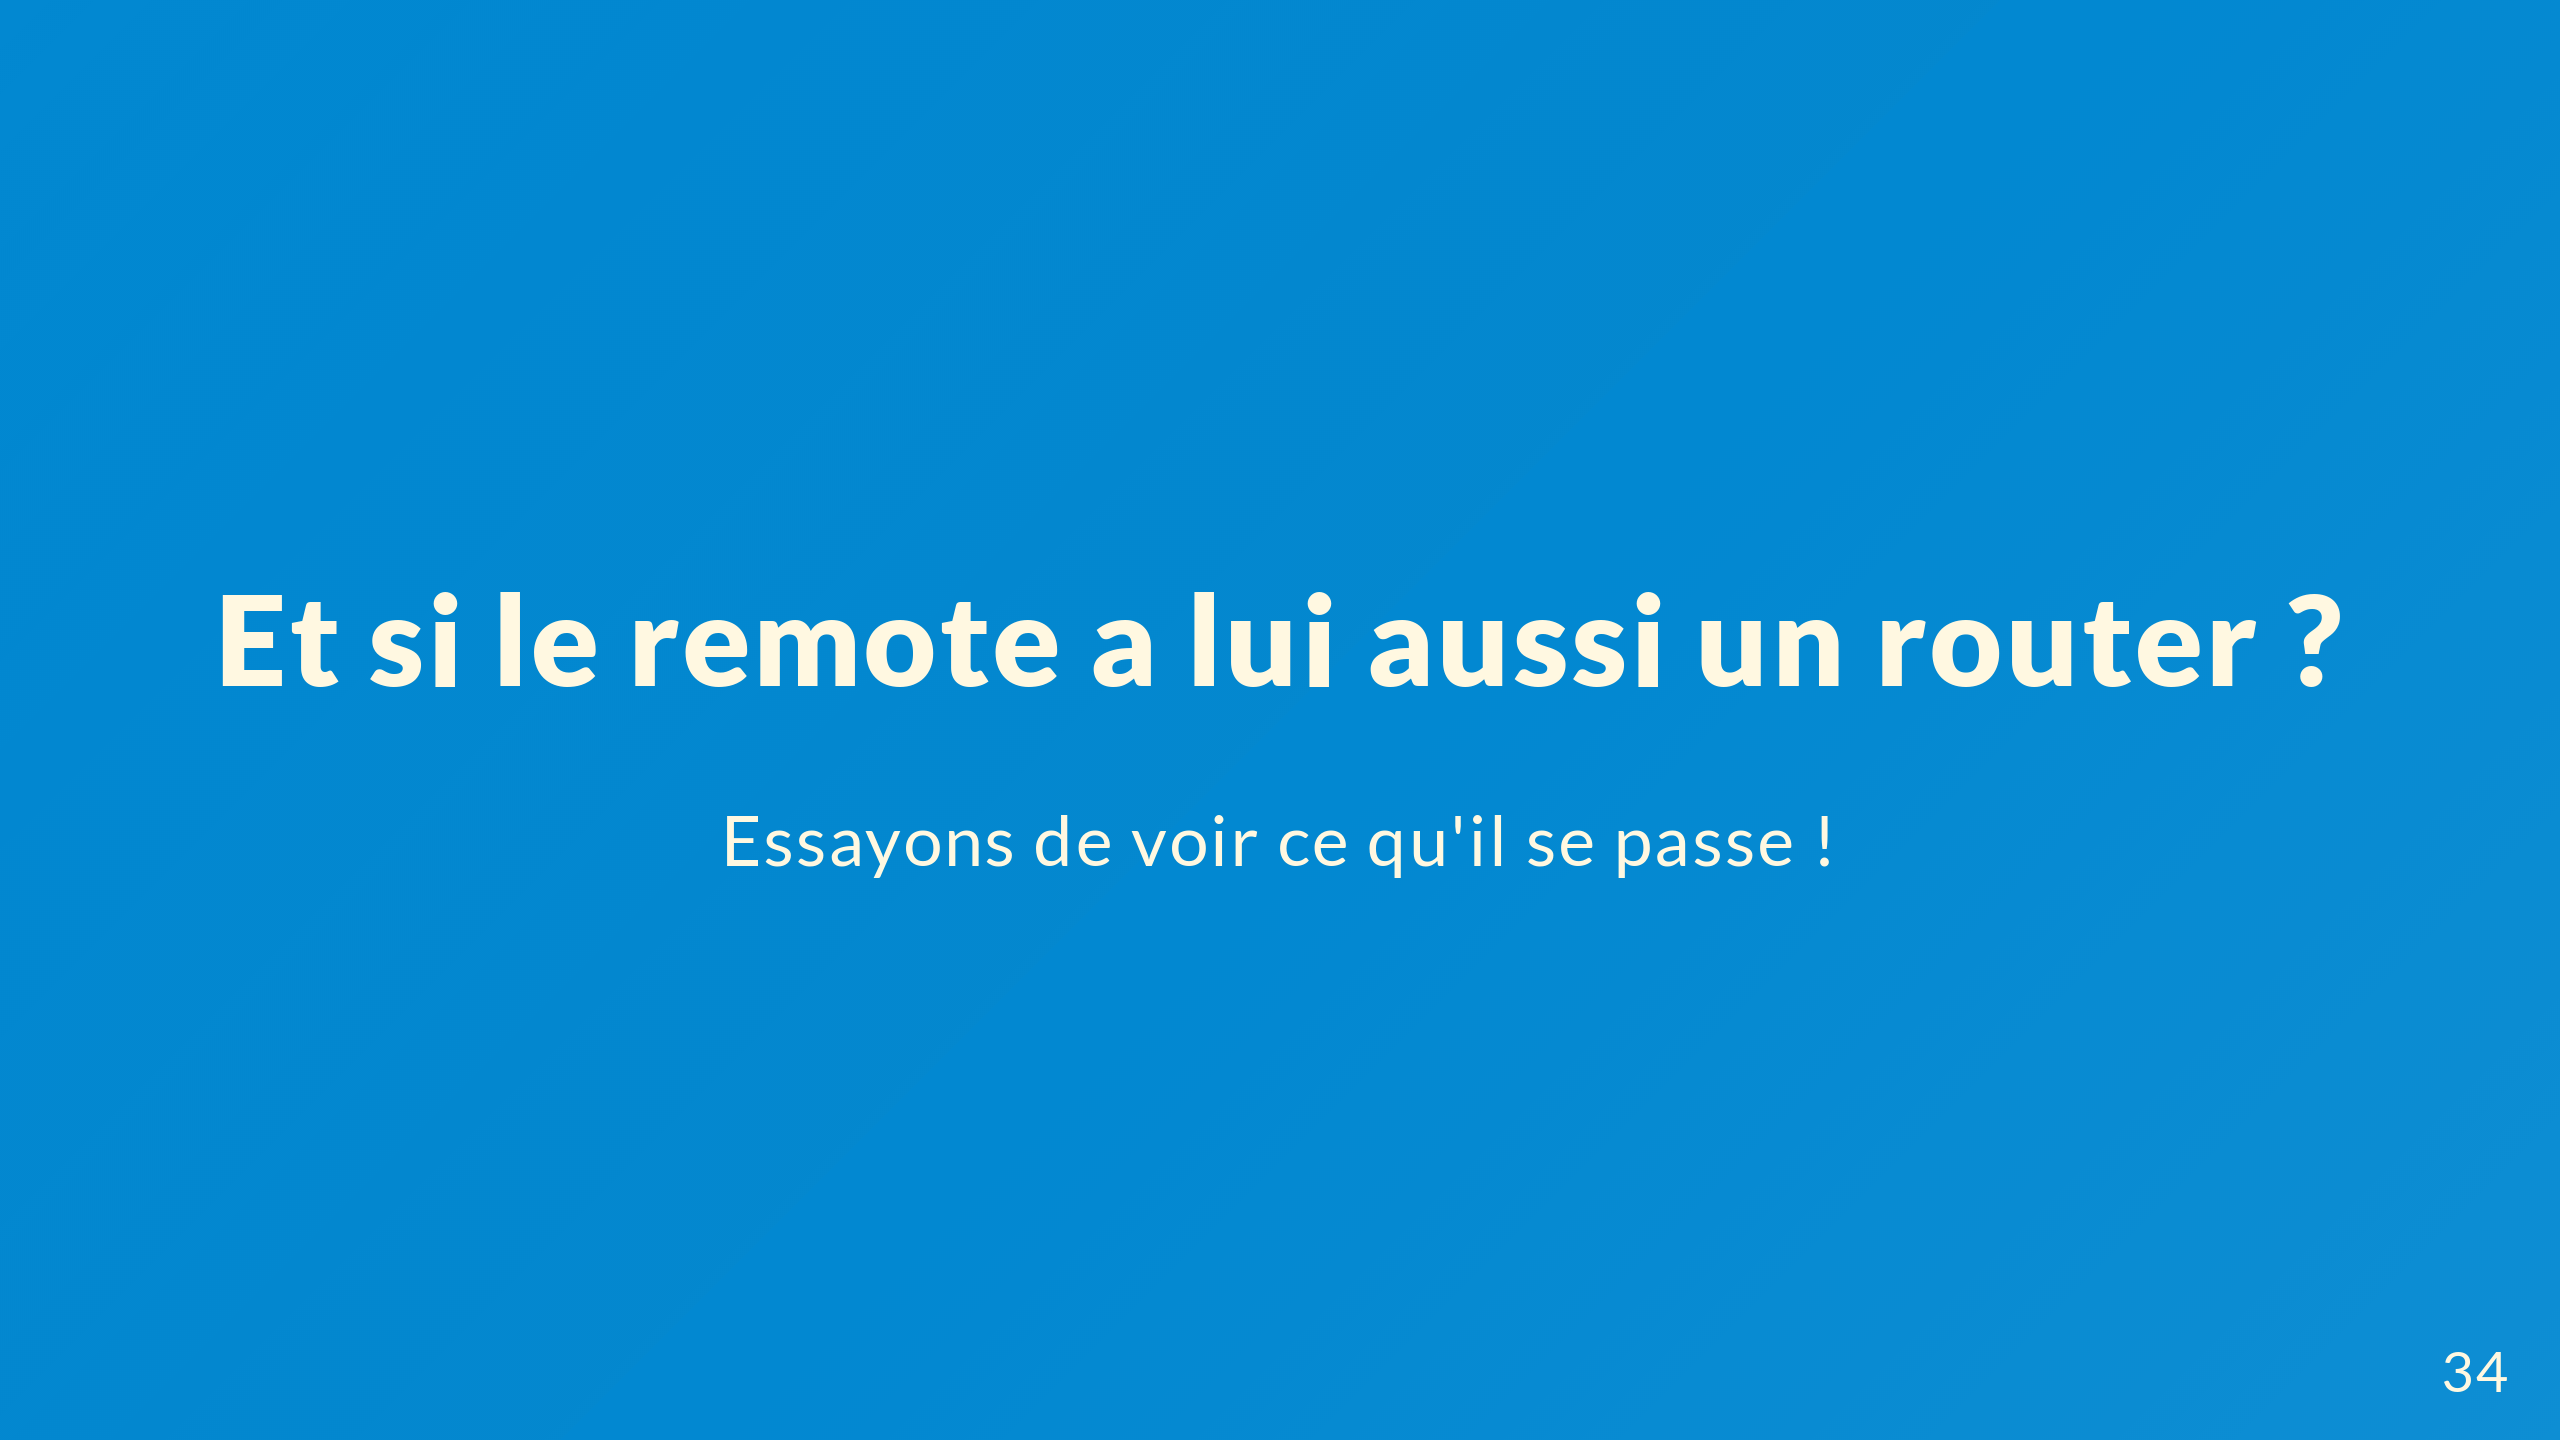 Et si le remote a lui aussi un router ?
Essayons de voir ce qu'il se passe !
34